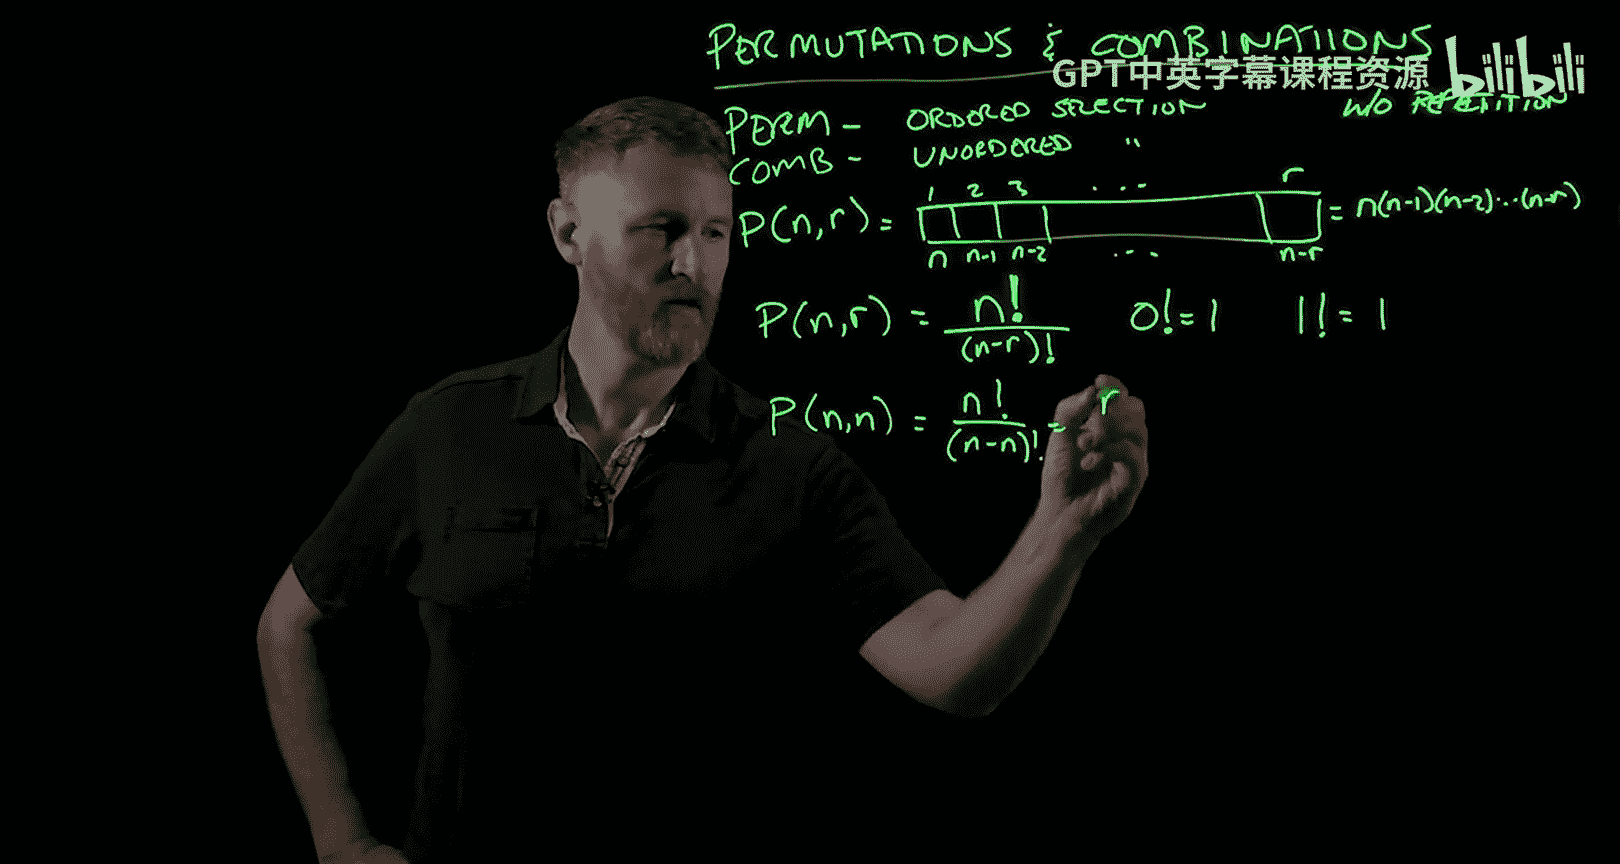 PERMUTATIONS & COMBINATIONS
GPT中英字幕课程资源 bilibili
PERM - ORDERED SELECTION W/O REPETITION
COMB - UNORDERED "
1 2 3 ... r
P(n,r) = = n(n-1)(n-2)...(n-r)
n n-1 n-2 ... n-r
P(n,r) = n!/(n-r)! 0! = 1 1! = 1
P(n,n) = n!/(n-n)! = r